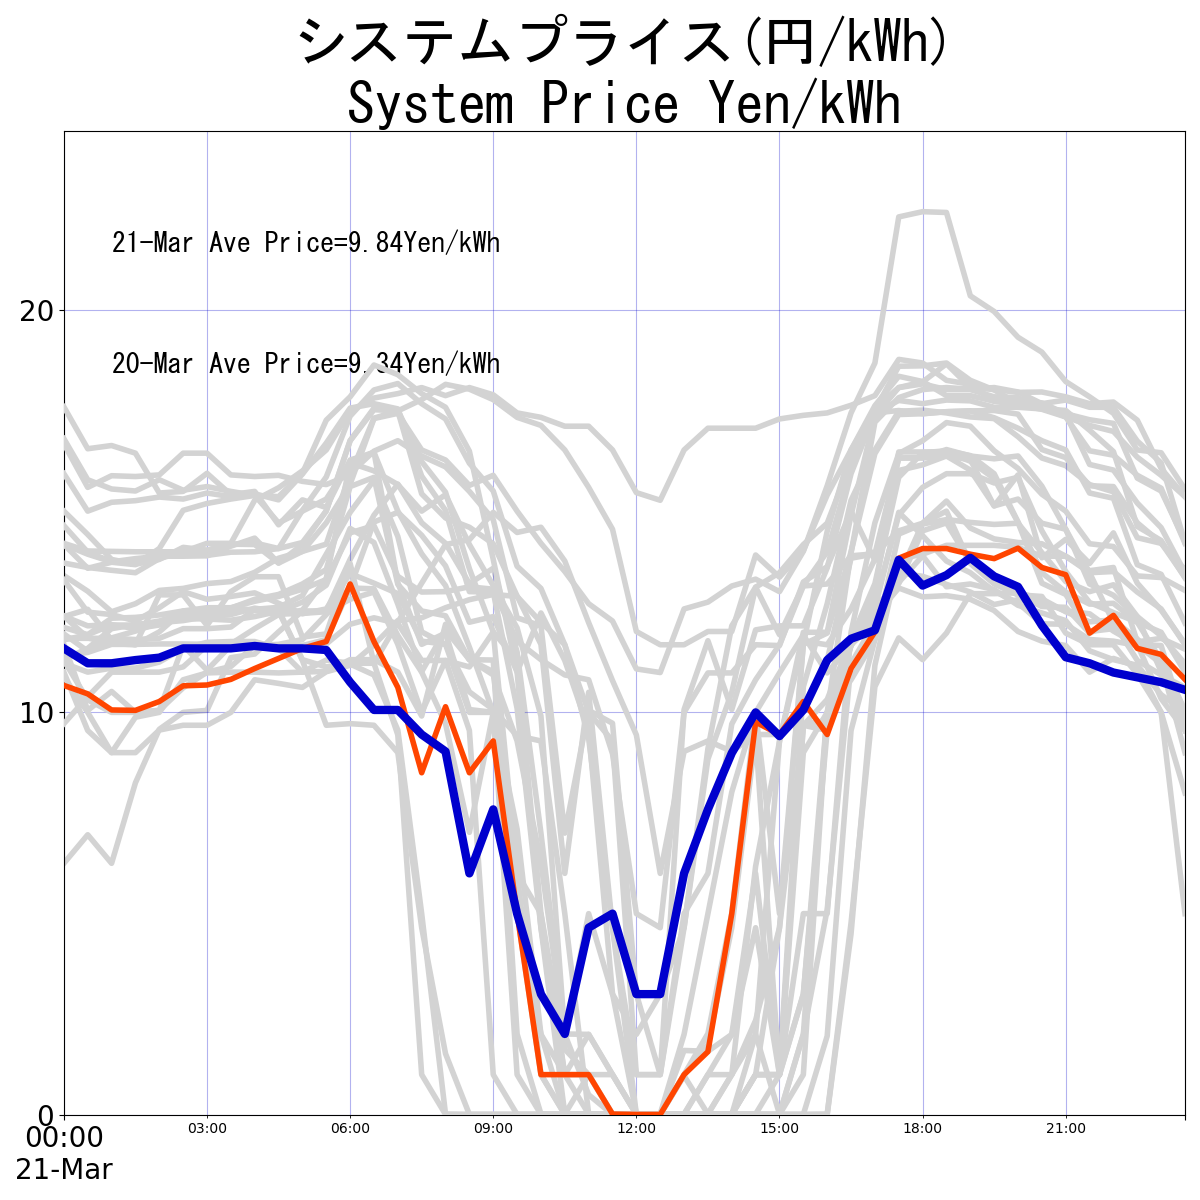 システムプライス(円/kWh)
System Price Yen/kWh
21-Mar Ave Price=9.84Yen/kWh
20-Mar Ave Price=9.34Yen/kWh
20
10
0
00:00
03:00
06:00
09:00
12:00
15:00
18:00
21:00
21-Mar